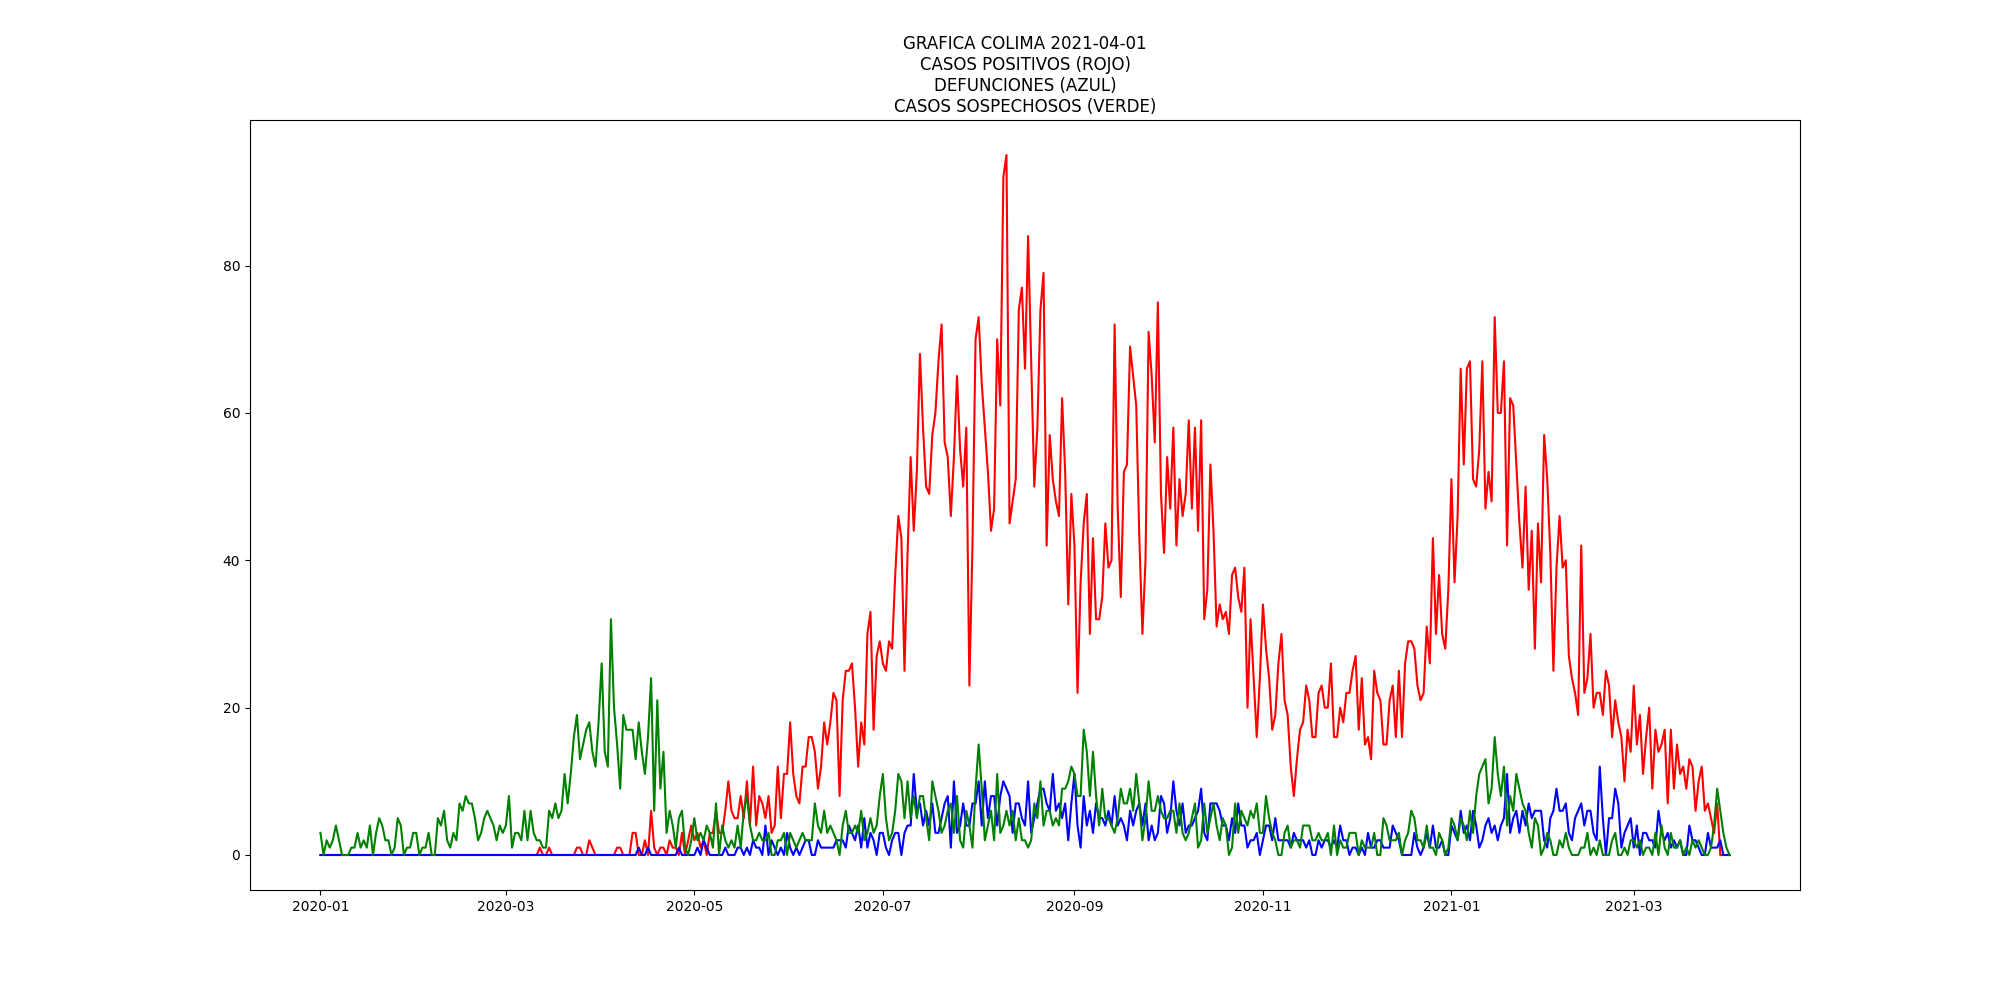 GRAFICA COLIMA 2021-04-01
CASOS POSITIVOS (ROJO)
DEFUNCIONES (AZUL)
CASOS SOSPECHOSOS (VERDE)
80
60
40
20
0
2020-01 2020-03 2020-05 2020-07 2020-09 2020-11 2021-01 2021-03